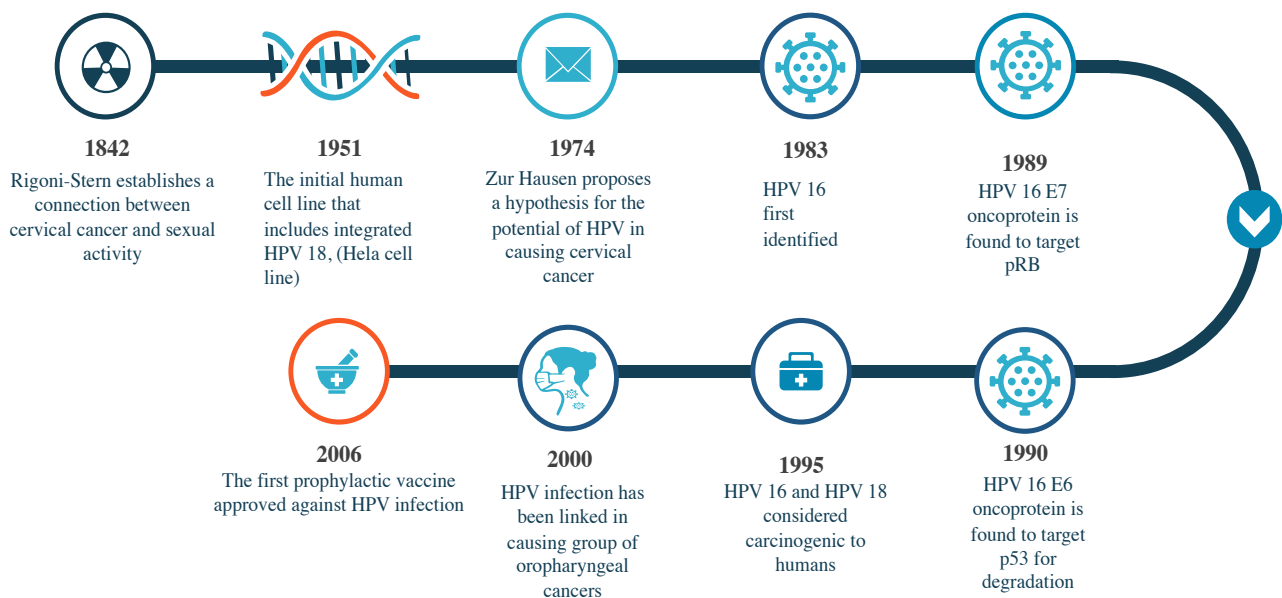 1842
Rigoni-Stern establishes a
connection between
cervical cancer and sexual
activity
1951
The initial human
cell line that
includes integrated
HPV 18, (Hela cell
line)
1974
Zur Hausen proposes
a hypothesis for the
potential of HPV in
causing cervical
cancer
1983
HPV 16
first
identified
1989
HPV 16 E7
oncoprotein is
found to target
pRB
1990
HPV 16 E6
oncoprotein is
found to target
p53 for
degradation
1995
HPV 16 and HPV 18
considered
carcinogenic to
humans
2000
HPV infection has
been linked in
causing group of
oropharyngeal
cancers
2006
The first prophylactic vaccine
approved against HPV infection